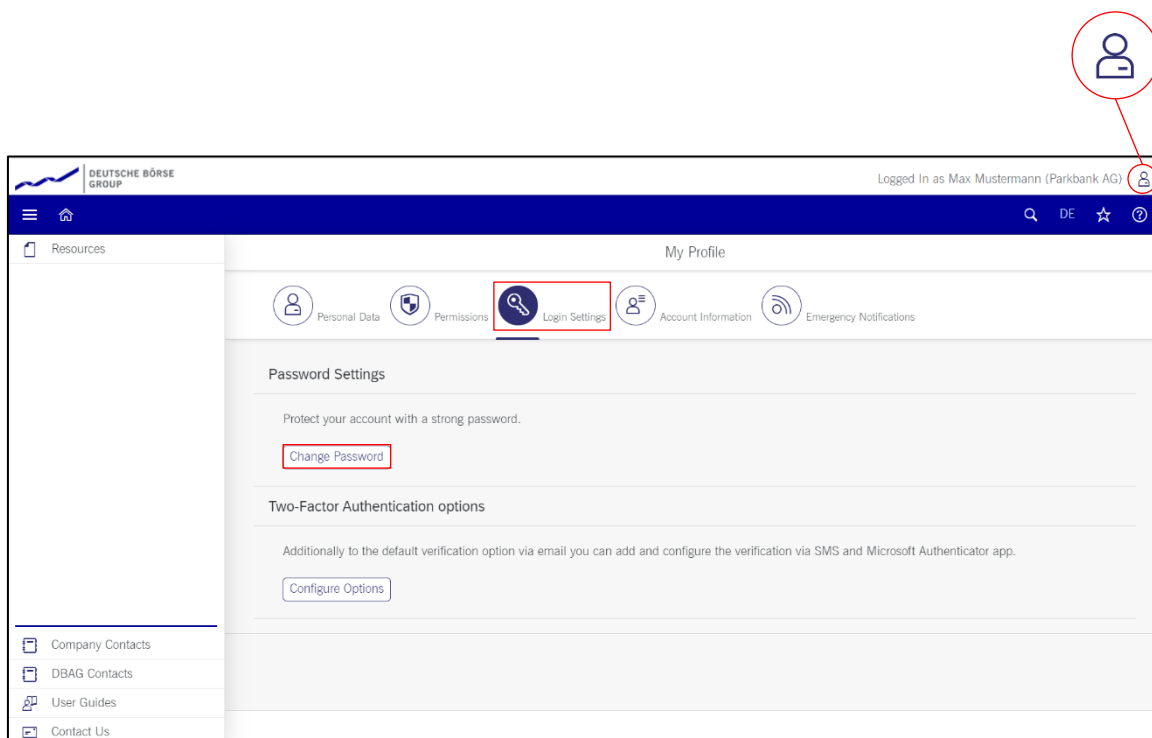 DEUTSCHE BÖRSE
GROUP
Logged In as Max Mustermann (Parkbank AG)
DE
Resources
My Profile
Personal Data
Permissions
Login Settings
Account Information
Emergency Notifications
Password Settings
Protect your account with a strong password.
Change Password
Two-Factor Authentication options
Additionally to the default verification option via email you can add and configure the verification via SMS and Microsoft Authenticator app.
Configure Options
Company Contacts
DBAG Contacts
User Guides
Contact Us